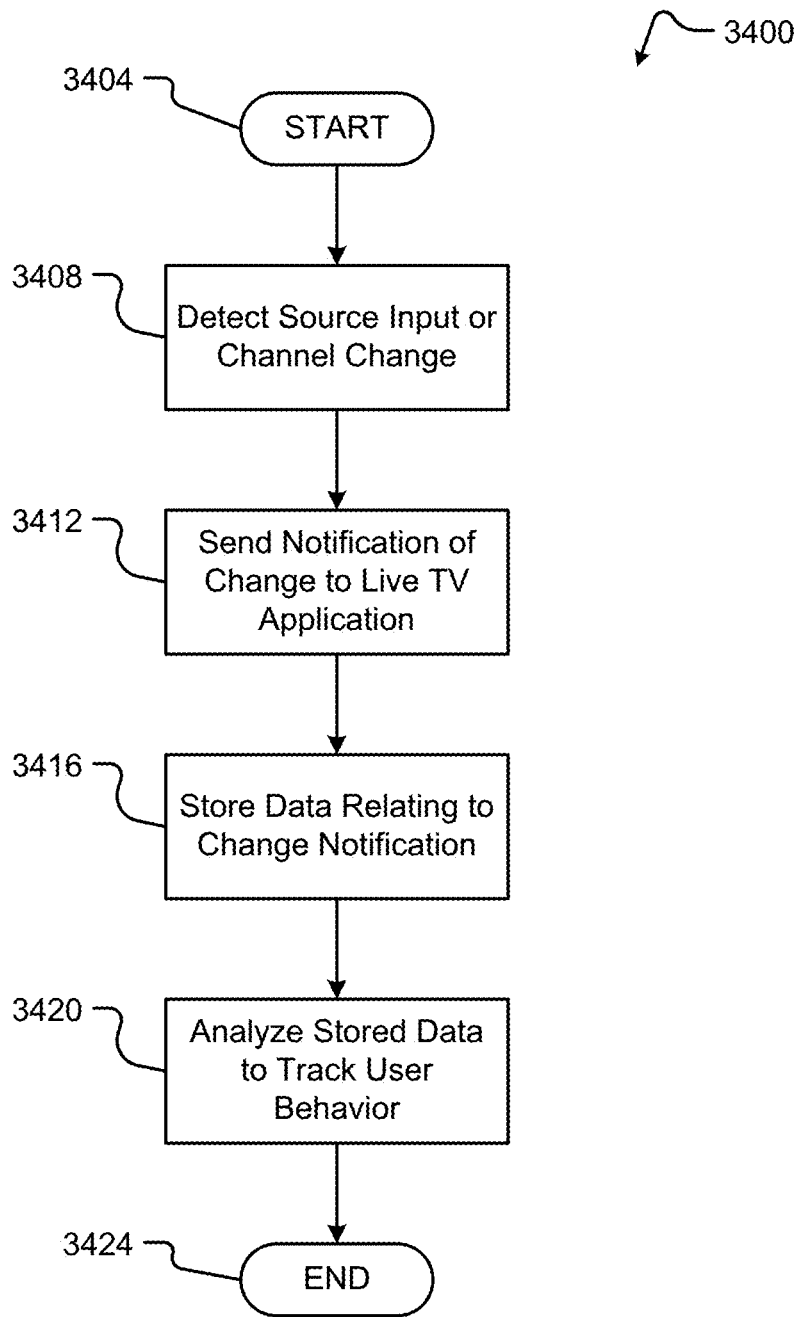 3400
3404
START
3408
Detect Source Input or
Channel Change
3412
Send Notification of
Change to Live TV
Application
3416
Store Data Relating to
Change Notification
3420
Analyze Stored Data
to Track User
Behavior
3424
END